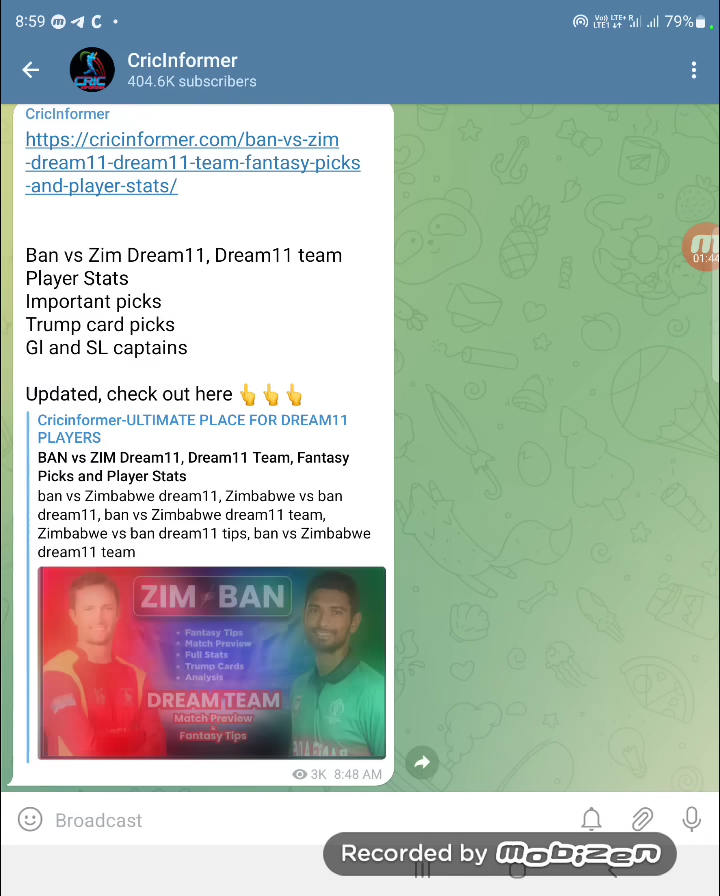 8:59
Vo)) LTE+ R
LTE1
79%
CricInformer
404.6K subscribers
CRIC
CricInformer
https://cricinformer.com/ban-vs-zim
-dream11-dream11-team-fantasy-picks
-and-player-stats/
01:44
Ban vs Zim Dream11, Dream11 team
Player Stats
Important picks
Trump card picks
Gl and SL captains
Updated, check out here 👆👆👆
Cricinformer-ULTIMATE PLACE FOR DREAM11
PLAYERS
BAN vs ZIM Dream11, Dream11 Team, Fantasy
Picks and Player Stats
ban vs Zimbabwe dream11, Zimbabwe vs ban
dream11, ban vs Zimbabwe dream11 team,
Zimbabwe vs ban dream11 tips, ban vs Zimbabwe
dream11 team
ZIM BAN
• Fantasy Tips
• Match Preview
• Full Stats
• Trump Cards
• Analysis
DREAM TEAM
Match Preview
Fantasy Tips
3K 8:48 AM
Broadcast
Recorded by mobizen